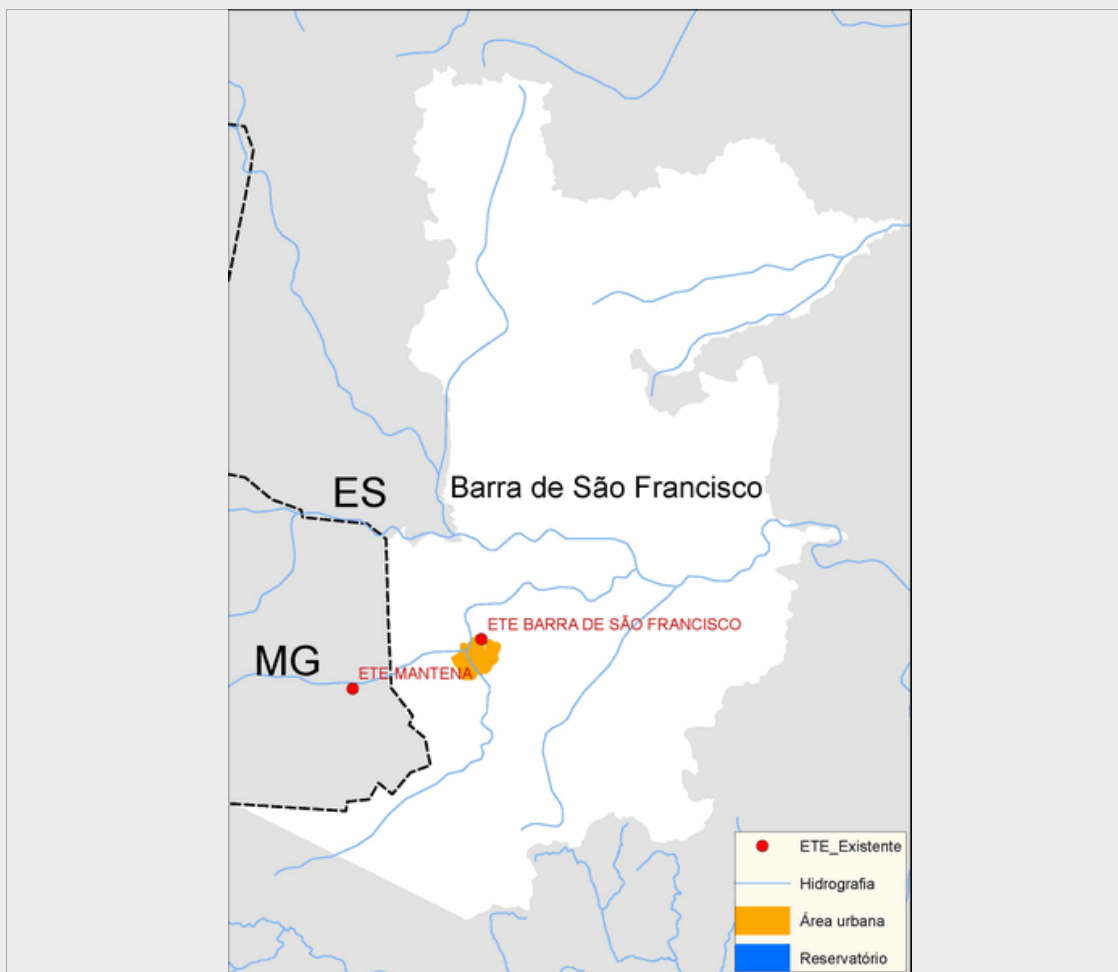 ES
Barra de São Francisco
ETE BARRA DE SÃO FRANCISCO
MG
ETE MANTENA
ETE_Existente
Hidrografia
Área urbana
Reservatório